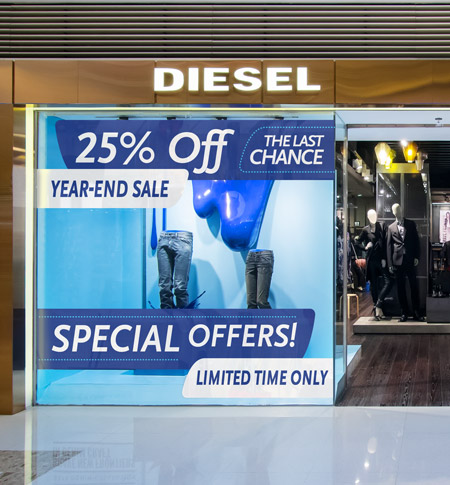 DIESEL
25% Off
THE LAST
CHANCE
YEAR-END SALE
SPECIAL OFFERS!
LIMITED TIME ONLY